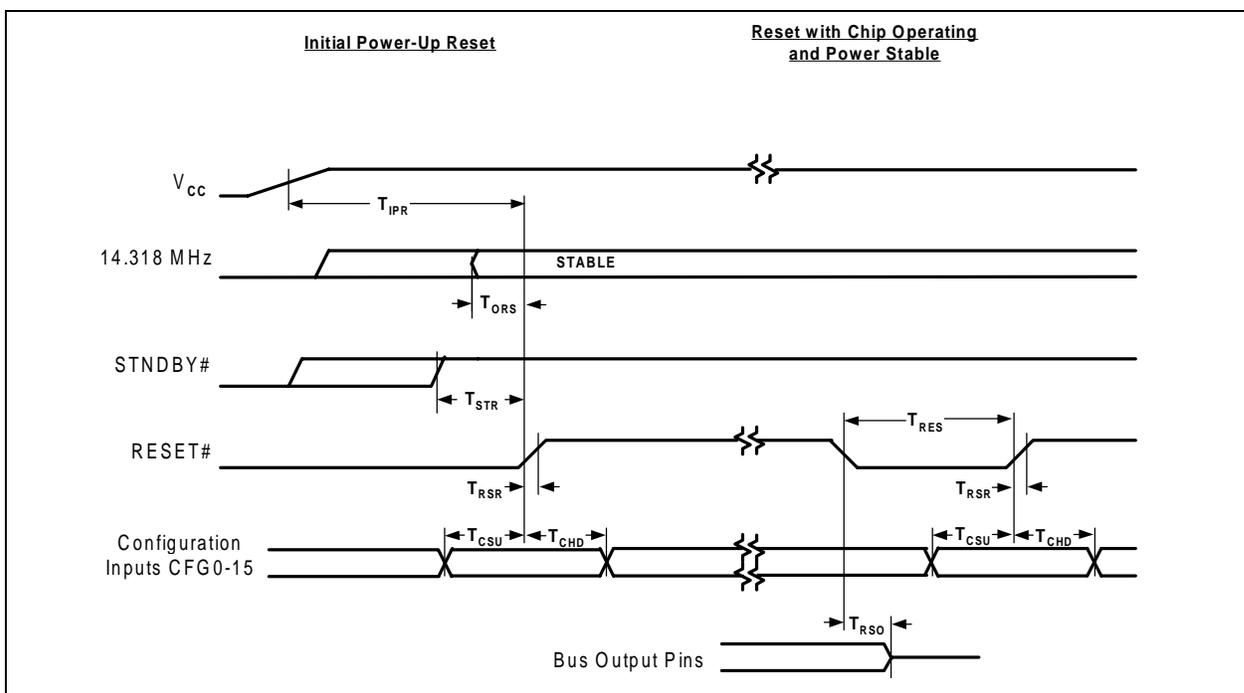 Initial Power-Up Reset
Reset with Chip Operating
and Power Stable
VCC
TIPR
14.318 MHz
STABLE
TORS
STNDBY#
TSTR
TRES
RESET#
TRSR
TRSR
Configuration
Inputs CFG0-15
TCSU
TCHD
TCSU
TCHD
TRSO
Bus Output Pins